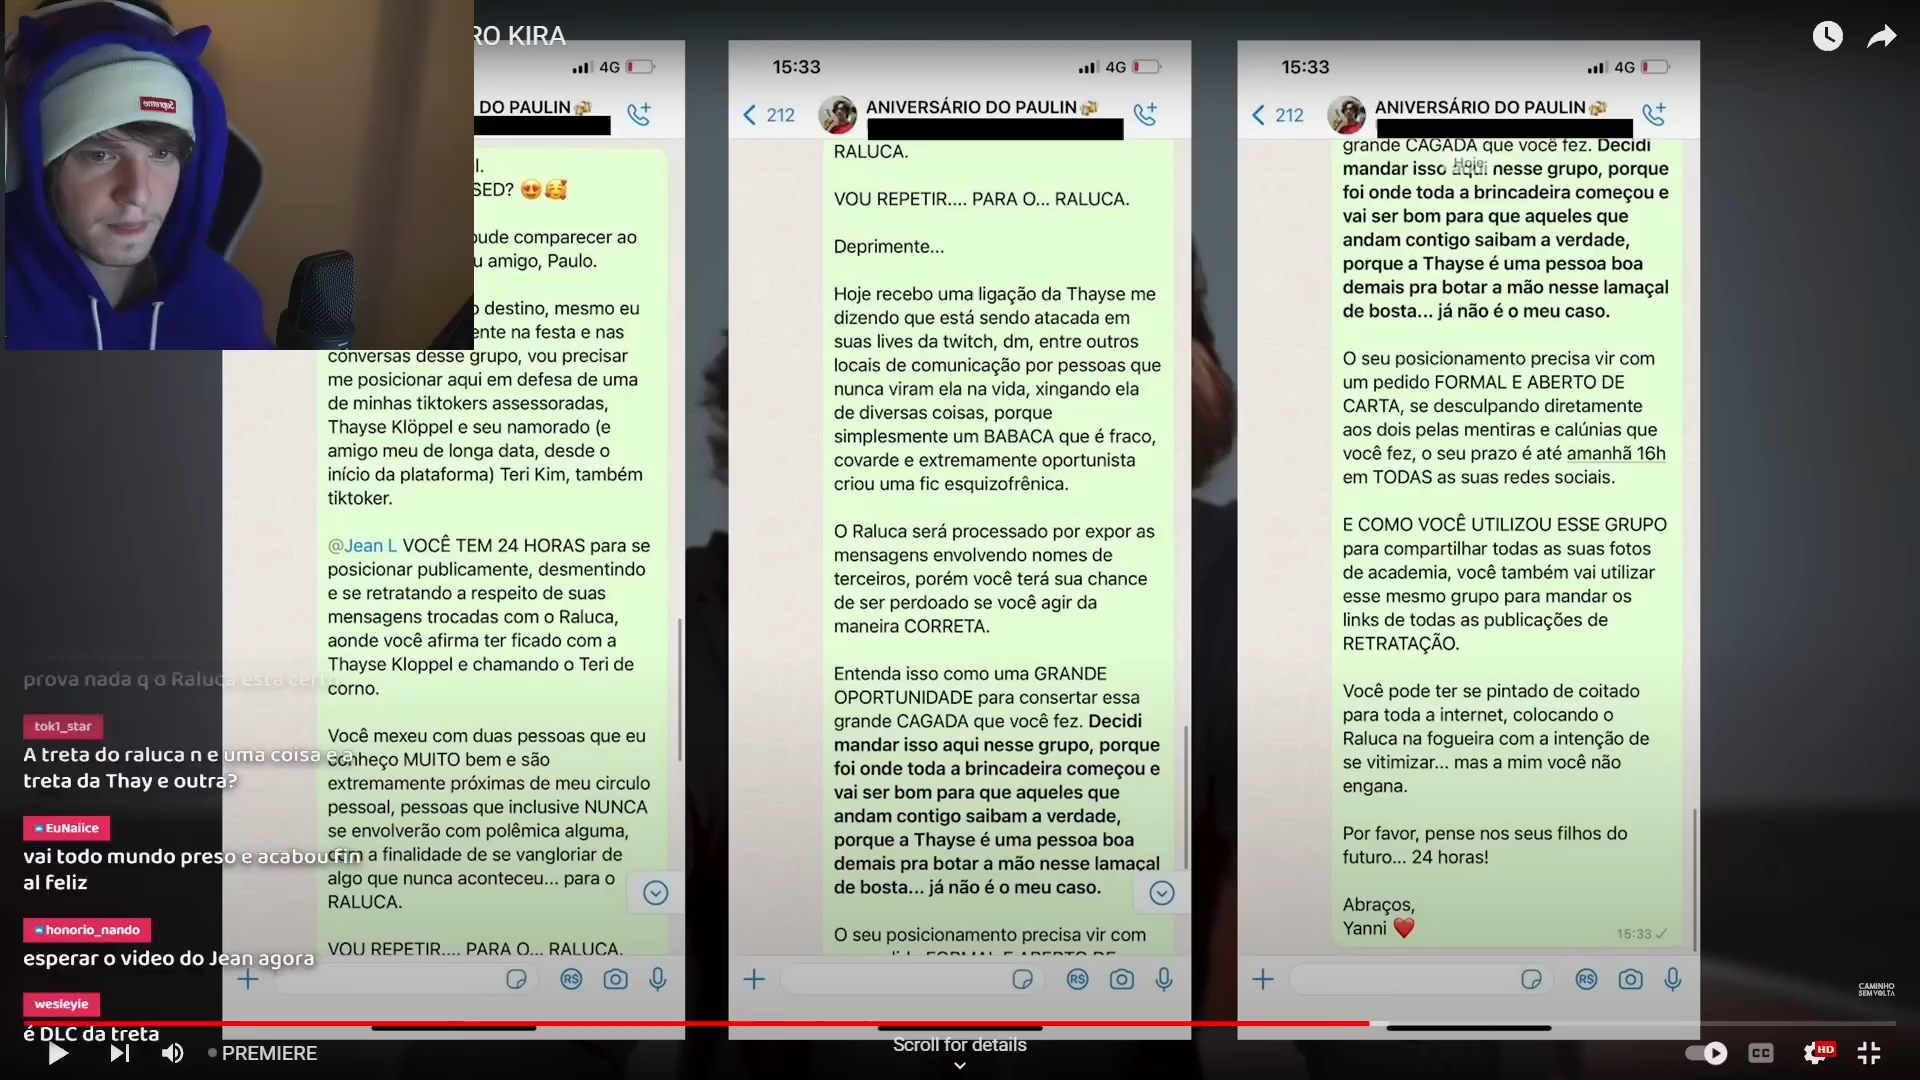 RO KIRA
4G
DO PAULIN
l.
SED? 😍🥰
pude comparecer ao
u amigo, Paulo.
o destino, mesmo eu
ente na festa e nas
conversas desse grupo, vou precisar
me posicionar aqui em defesa de uma
de minhas tiktokers assessoradas,
Thayse Klöppel e seu namorado (e
amigo meu de longa data, desde o
início da plataforma) Teri Kim, também
tiktoker.
@Jean L VOCÊ TEM 24 HORAS para se
posicionar publicamente, desmentindo
e se retratando a respeito de suas
mensagens trocadas com o Raluca,
aonde você afirma ter ficado com a
Thayse Kloppel e chamando o Teri de
corno.
Você mexeu com duas pessoas que eu
conheço MUITO bem e são
extremamente próximas de meu circulo
pessoal, pessoas que inclusive NUNCA
se envolverão com polêmica alguma,
com a finalidade de se vangloriar de
algo que nunca aconteceu... para o
RALUCA.
VOU REPETIR.... PARA O... RALUCA.
15:33
4G
212
ANIVERSÁRIO DO PAULIN🍻
RALUCA.
VOU REPETIR.... PARA O... RALUCA.
Deprimente...
Hoje recebo uma ligação da Thayse me
dizendo que está sendo atacada em
suas lives da twitch, dm, entre outros
locais de comunicação por pessoas que
nunca viram ela na vida, xingando ela
de diversas coisas, porque
simplesmente um BABACA que é fraco,
covarde e extremamente oportunista
criou uma fic esquizofrênica.
O Raluca será processado por expor as
mensagens envolvendo nomes de
terceiros, porém você terá sua chance
de ser perdoado se você agir da
maneira CORRETA.
Entenda isso como uma GRANDE
OPORTUNIDADE para consertar essa
grande CAGADA que você fez. Decidi
mandar isso aqui nesse grupo, porque
foi onde toda a brincadeira começou e
vai ser bom para que aqueles que
andam contigo saibam a verdade,
porque a Thayse é uma pessoa boa
demais pra botar a mão nesse lamaçal
de bosta... já não é o meu caso.
O seu posicionamento precisa vir com
15:33
4G
212
ANIVERSÁRIO DO PAULIN🍻
Hoje
grande CAGADA que você fez. Decidi
mandar isso aqui nesse grupo, porque
foi onde toda a brincadeira começou e
vai ser bom para que aqueles que
andam contigo saibam a verdade,
porque a Thayse é uma pessoa boa
demais pra botar a mão nesse lamaçal
de bosta... já não é o meu caso.
O seu posicionamento precisa vir com
um pedido FORMAL E ABERTO DE
CARTA, se desculpando diretamente
aos dois pelas mentiras e calúnias que
você fez, o seu prazo é até amanhã 16h
em TODAS as suas redes sociais.
E COMO VOCÊ UTILIZOU ESSE GRUPO
para compartilhar todas as suas fotos
de academia, você também vai utilizar
esse mesmo grupo para mandar os
links de todas as publicações de
RETRATAÇÃO.
Você pode ter se pintado de coitado
para toda a internet, colocando o
Raluca na fogueira com a intenção de
se vitimizar... mas a mim você não
engana.
Por favor, pense nos seus filhos do
futuro... 24 horas!
Abraços,
Yanni ❤️
15:33
Supreme
prova nada q o Raluca esta certo
tok1_star
A treta do raluca n e uma coisa e a
treta da Thay e outra?
EuNaiice
vai todo mundo preso e acabou fin
al feliz
honorio_nando
esperar o video do Jean agora
wesleyie
é DLC da treta
R$
R$
R$
CAMINHO
SEM VOLTA
PREMIERE
Scroll for details
CC
HD